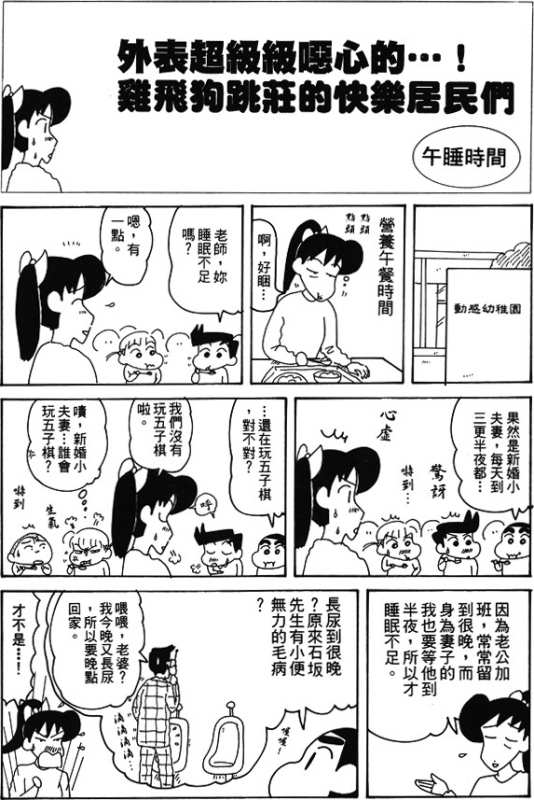 外表超級級噁心的…！
雞飛狗跳莊的快樂居民們
午睡時間
動感幼稚園
營養午餐時間
點頭
點頭
啊，好睏…
老師，妳
睡眠不足
嗎？
嗯，有
一點。
果然是新婚小
夫妻，每天到
三更半夜都…
驚訝
嚇到…
心虛
…還在玩五子棋
，對不對？
呼
我們沒有
玩五子棋
啦。
嘖，新婚小
夫妻…誰會
玩五子棋？
生氣
嚇到
因為老公加
班，常常留
到很晚，而
身為妻子的
我也要等他到
半夜，所以才
睡眠不足。
長尿到很晚
？原來石坂
先生有小便
無力的毛病
？
喂喂，老婆？
我今晚又長尿
，所以要晚點
回家。
滴滴滴滴…
才不是…！